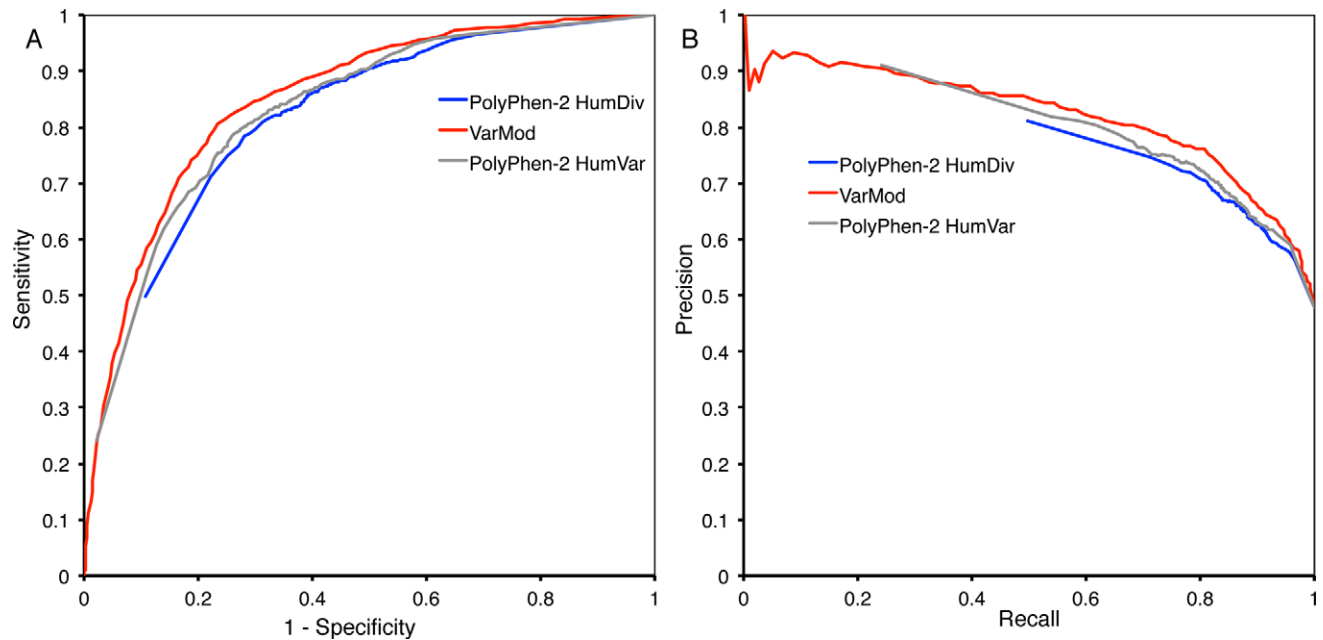 A
1
0.9
0.8
0.7
0.6
0.5
0.4
0.3
0.2
0.1
0
Sensitivity
PolyPhen-2 HumDiv
VarMod
PolyPhen-2 HumVar
0 0.2 0.4 0.6 0.8 1
1 - Specificity
B
1
0.9
0.8
0.7
0.6
0.5
0.4
0.3
0.2
0.1
0
Precision
PolyPhen-2 HumDiv
VarMod
PolyPhen-2 HumVar
0 0.2 0.4 0.6 0.8 1
Recall